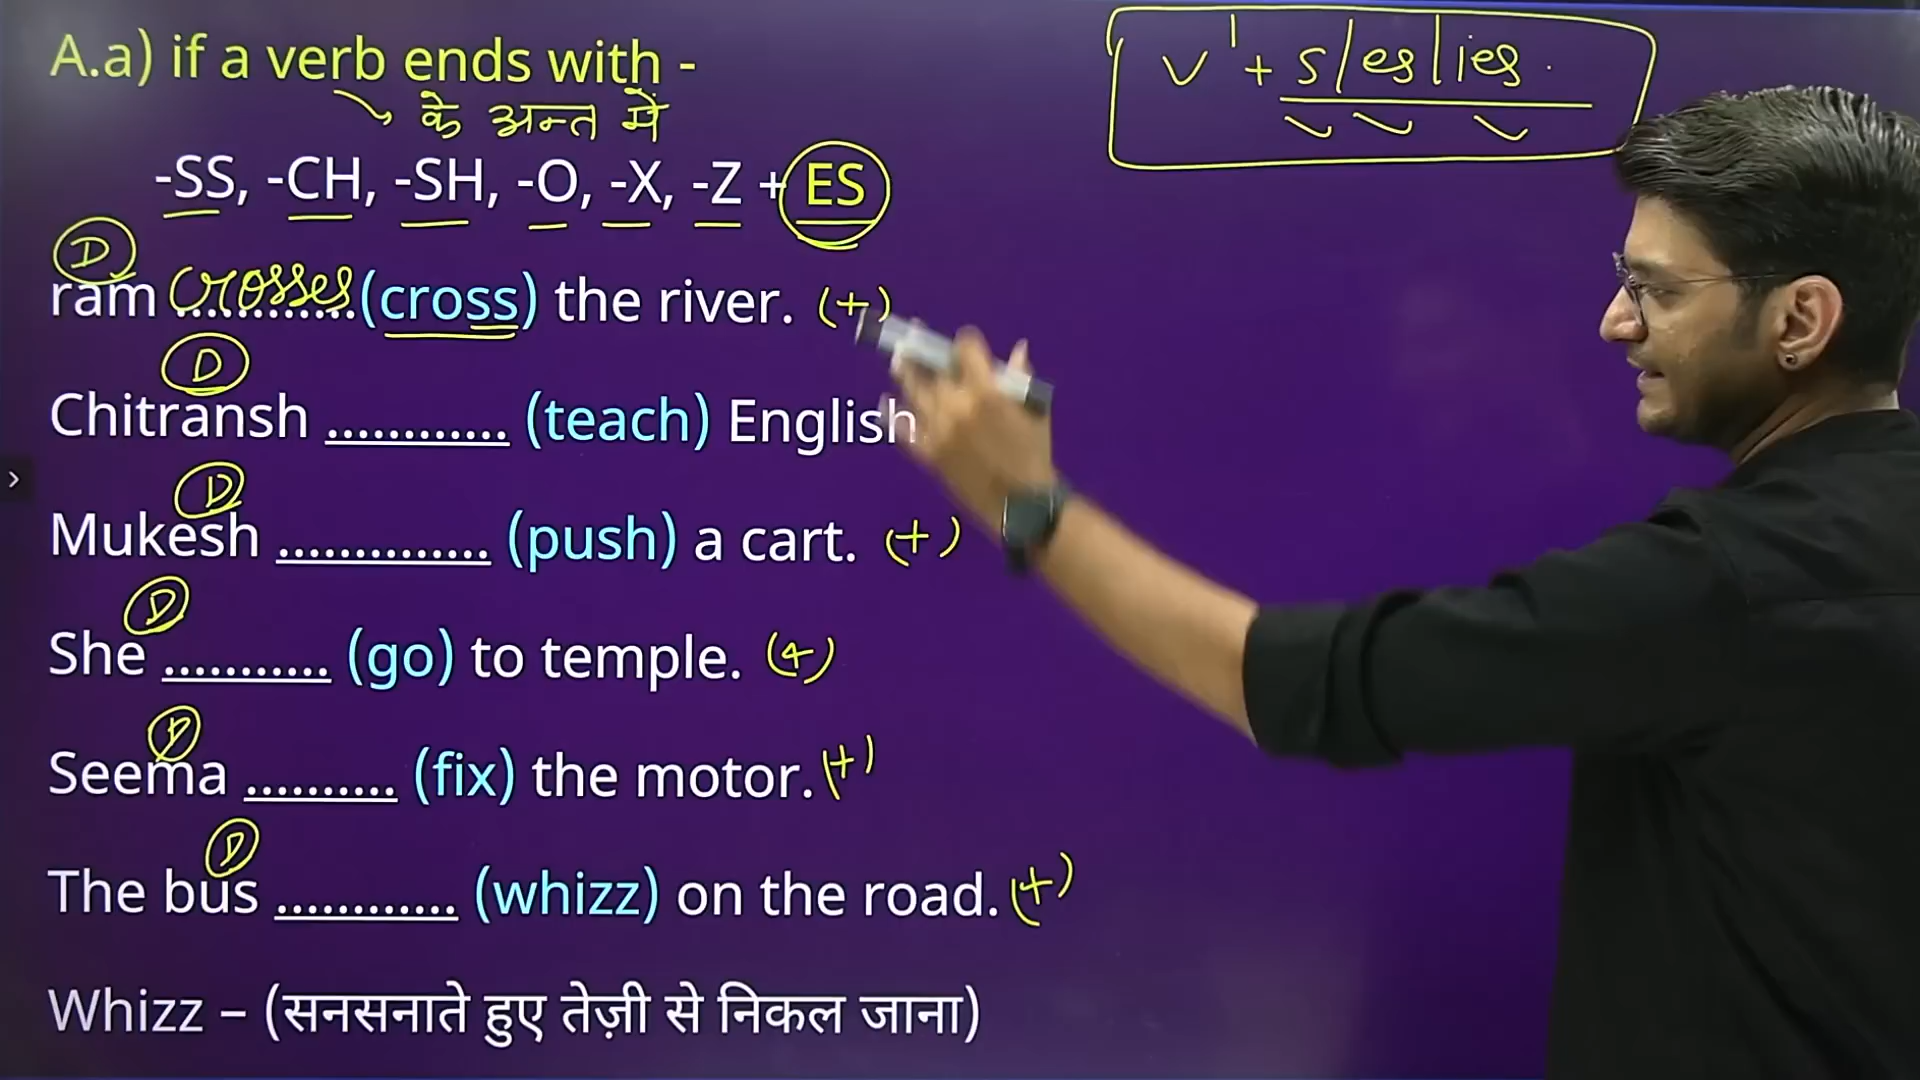 A.a) if a verb ends with -
के अन्त में
v¹ + s/es/ies.
-SS, -CH, -SH, -O, -X, -Z + ES
D
ram crosses (cross) the river. (+)
D
Chitransh ............ (teach) English
D
Mukesh .............. (push) a cart. (+)
D
She ........... (go) to temple. (+)
D
Seema .......... (fix) the motor. (+)
D
The bus ............ (whizz) on the road. (+)
Whizz – (सनसनाते हुए तेज़ी से निकल जाना)